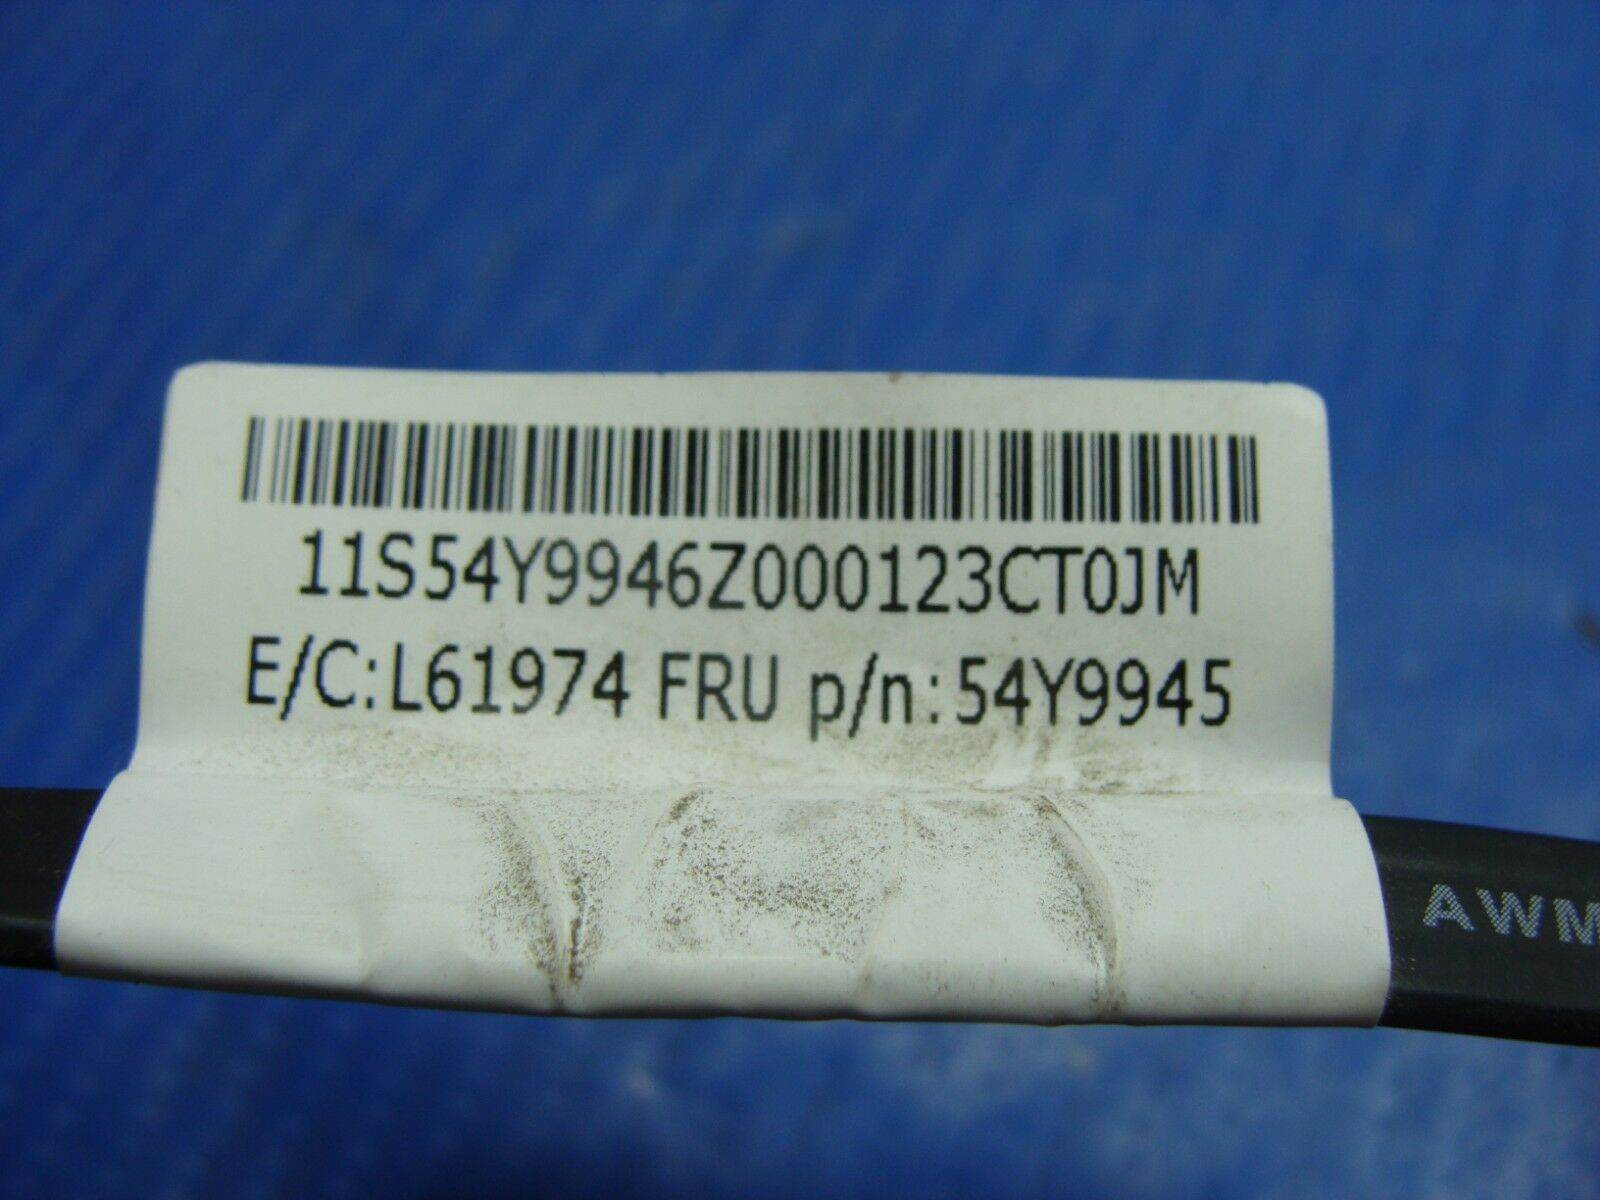 11S54Y9946Z000123CT0JM
E/C:L61974 FRU p/n:54Y9945
AWM